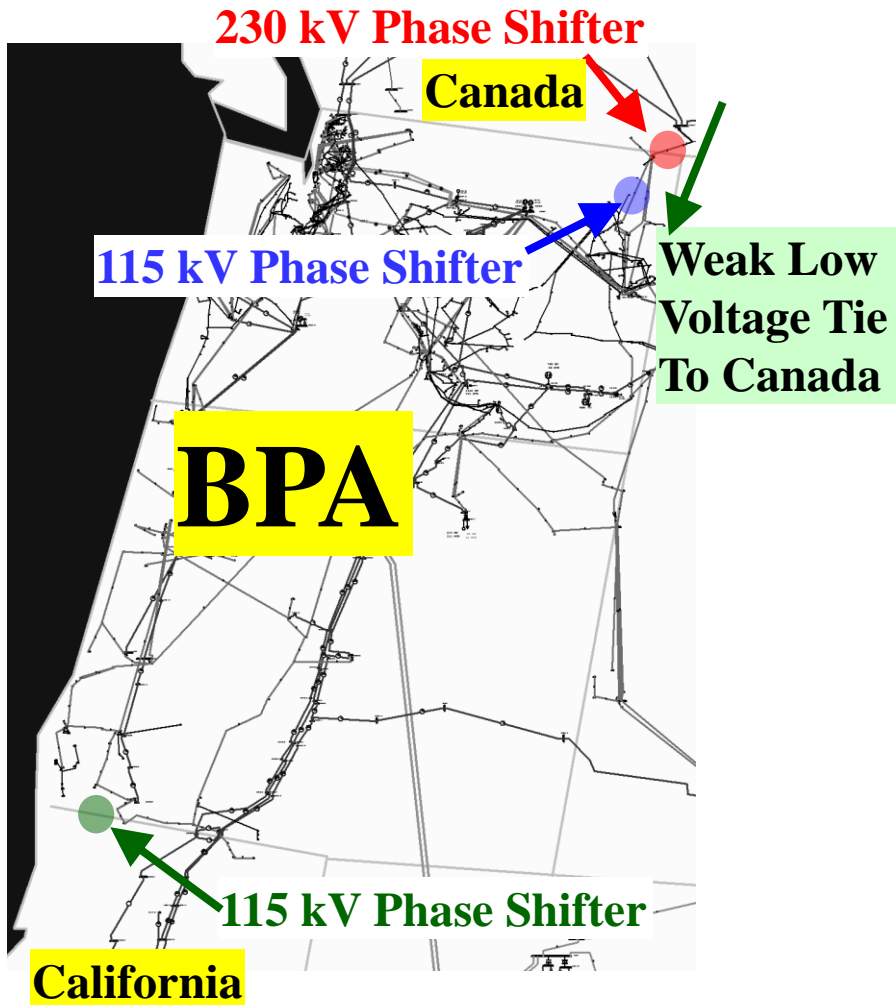 230 kV Phase Shifter
Canada
115 kV Phase Shifter
Weak Low
Voltage Tie
To Canada
BPA
115 kV Phase Shifter
California